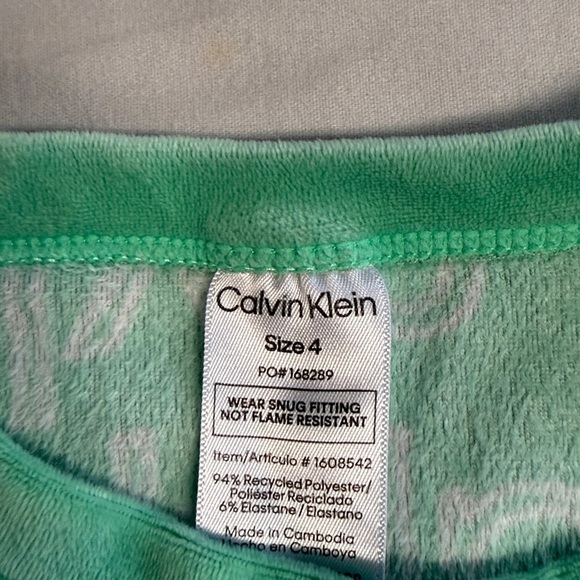 Calvin Klein
Size 4
PO# 168289
WEAR SNUG FITTING
NOT FLAME RESISTANT
Item/Artículo # 1608542
94% Recycled Polyester/
Poliéster Reciclado
6% Elastane / Elastano
Made in Cambodia
Hecho en Camboya